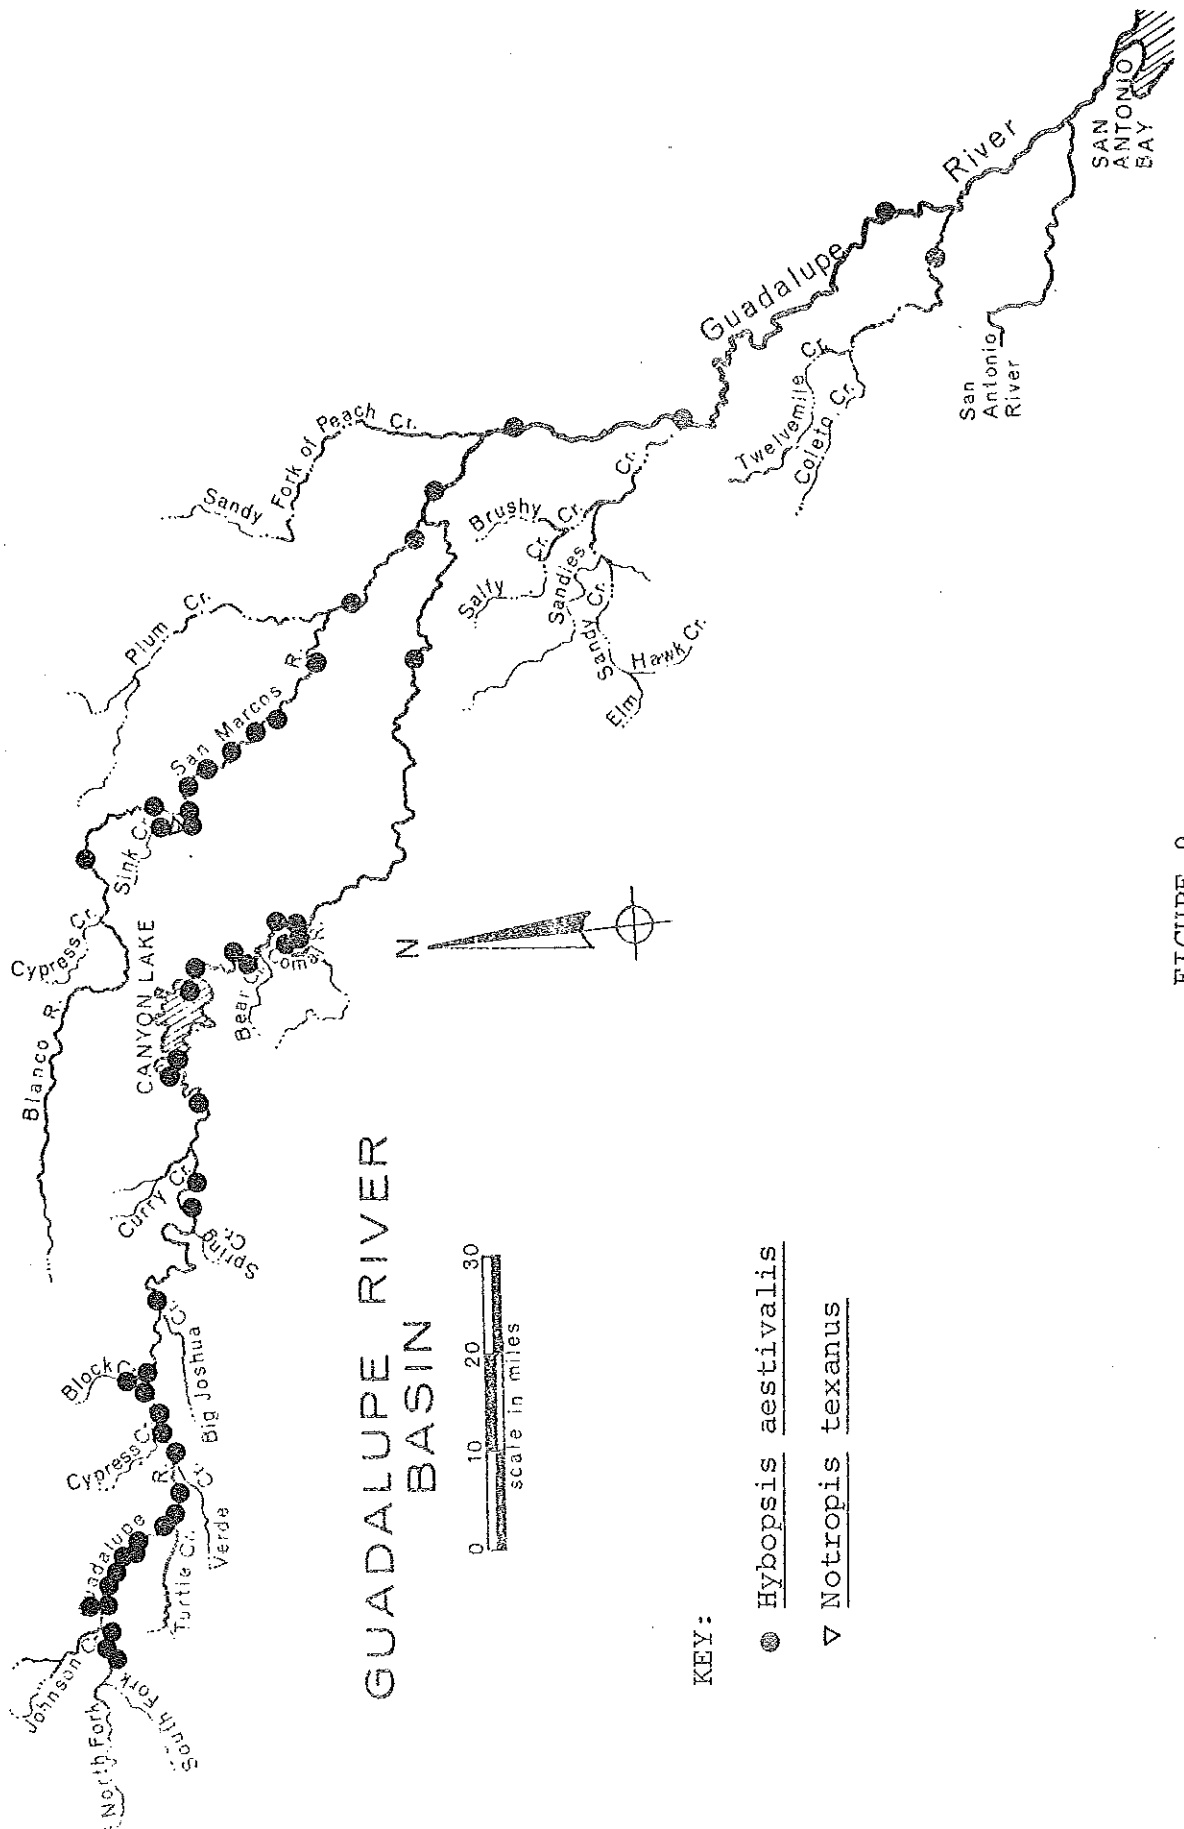 GUADALUPE RIVER
BASIN
0 10 20 30
scale in miles
KEY:
Hybopsis aestivalis
Notropis texanus
N
North Fork
South Fork
Johnson Cr.
Guadalupe R.
Turtle Cr.
Verde Cr.
Cypress Cr.
Block Cr.
Big Joshua Cr.
Spring Cr.
Curry Cr.
CANYON LAKE
Blanco R.
Cypress Cr.
Sink Cr.
Bear Cr.
San Marcos R.
Plum Cr.
Sandy Fork of Peach Cr.
Brushy Cr.
Salty Cr.
Sandies Cr.
Sandy Cr.
Elm
Hawk Cr.
Guadalupe River
Twelvemile Cr.
Coleto Cr.
San
Antonio
River
SAN
ANTONIO
BAY
FIGURE